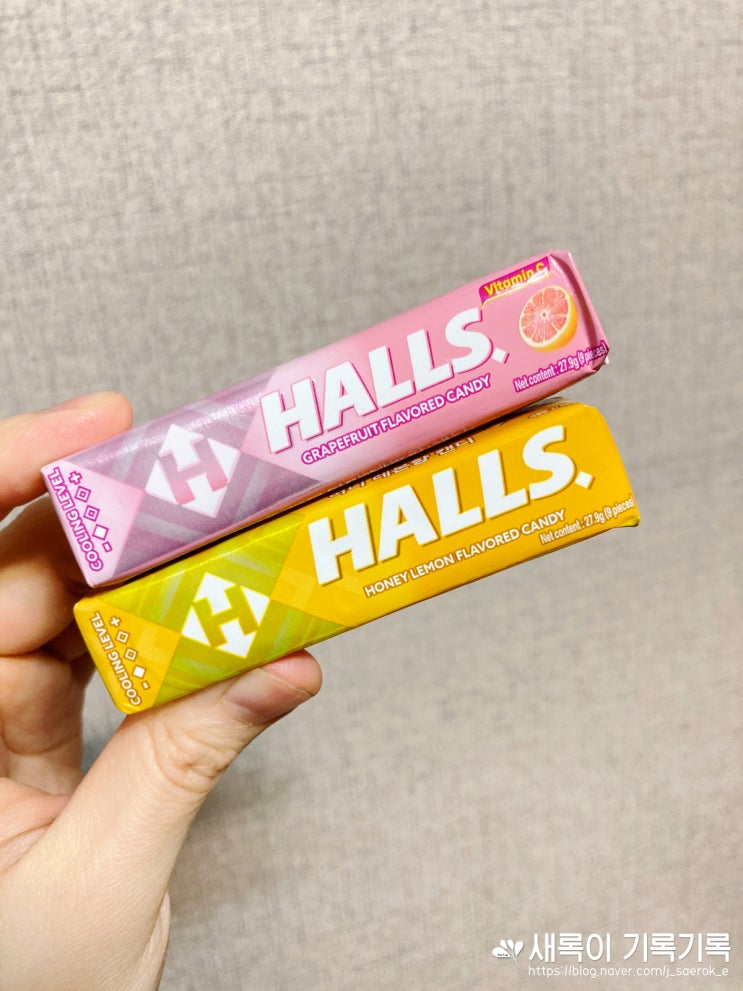 Vitamin C
HALLS.
GRAPEFRUIT FLAVORED CANDY
Net content : 27.9g (9 pieces)
H
+
-
COOLING LEVEL
HALLS.
HONEY LEMON FLAVORED CANDY
Net content : 27.9g (9 pieces)
H
+
-
COOLING LEVEL
새록이 기록기록
https://blog.naver.com/j_saerok_e